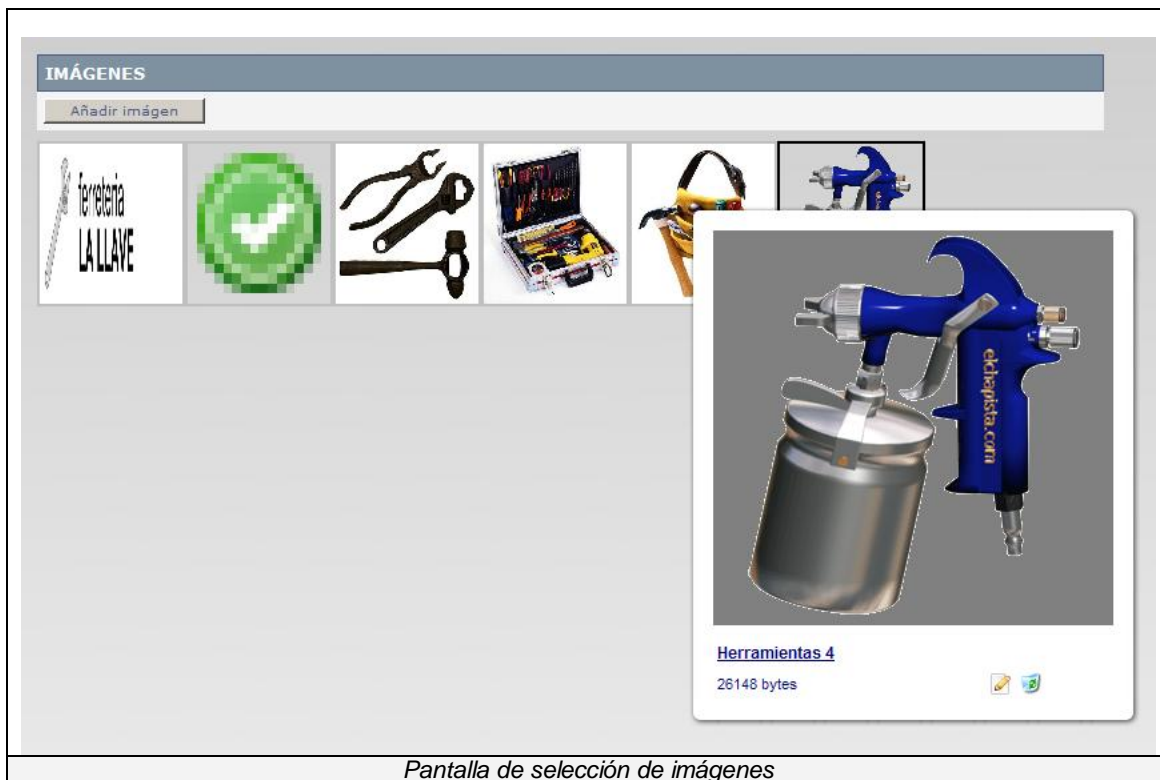 IMÁGENES
Añadir imágen
ferreteria
LA LLAVE
elchapista.com
Herramientas 4
26148 bytes
Pantalla de selección de imágenes